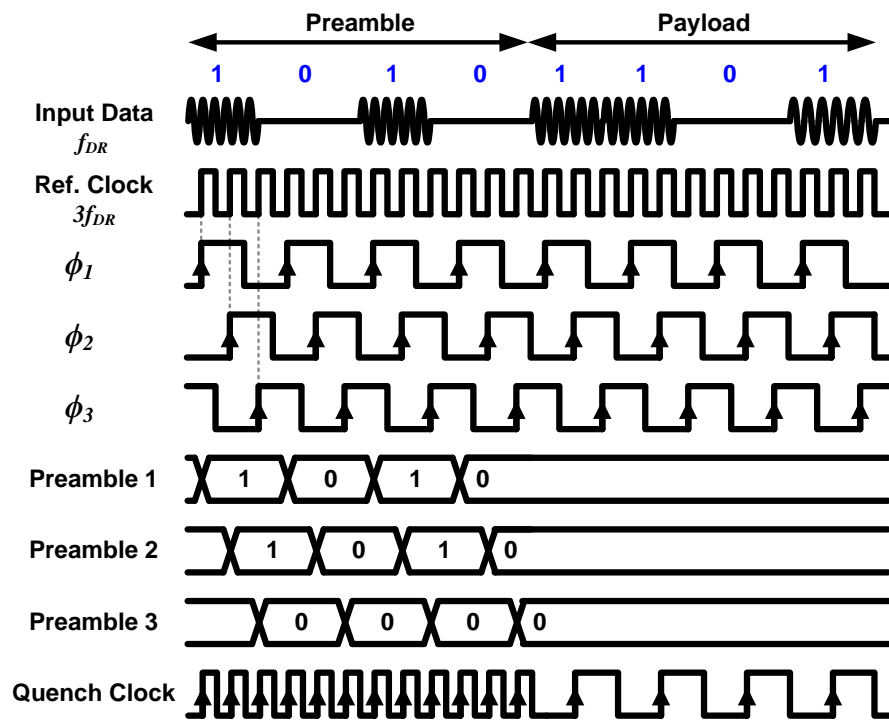 Preamble Payload
1 0 1 0 1 1 0 1
Input Data
fDR
Ref. Clock
3fDR
ϕ1
ϕ2
ϕ3
Preamble 1 1 0 1 0
Preamble 2 1 0 1 0
Preamble 3 0 0 0 0
Quench Clock